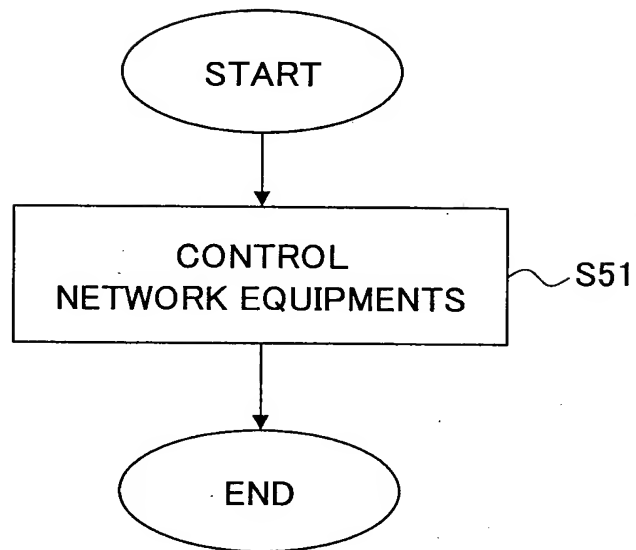 START
CONTROL
NETWORK EQUIPMENTS
S51
END